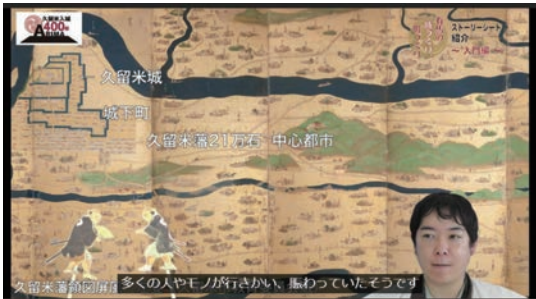 久留米入城
400年
ARIMA
ストーリーシート
紹介
久留米城
城下町
久留米藩21万石 中心都市
多くの人やモノが行きかい、賑わっていたそうです
久留米藩領図屏風